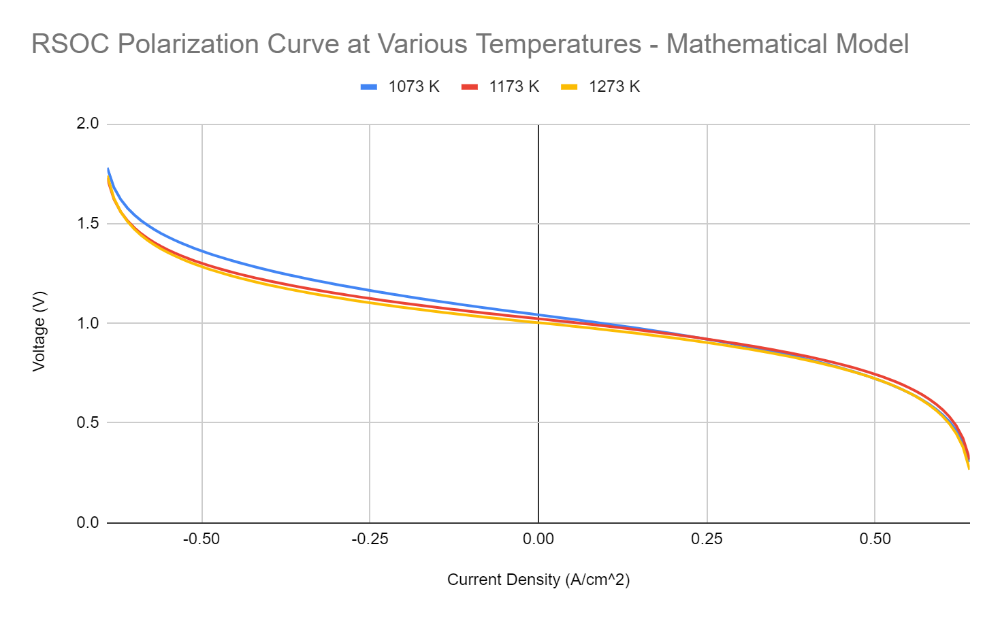 RSOC Polarization Curve at Various Temperatures - Mathematical Model
1073 K 1173 K 1273 K
2.0
1.5
1.0
0.5
0.0
Voltage (V)
-0.50 -0.25 0.00 0.25 0.50
Current Density (A/cm^2)